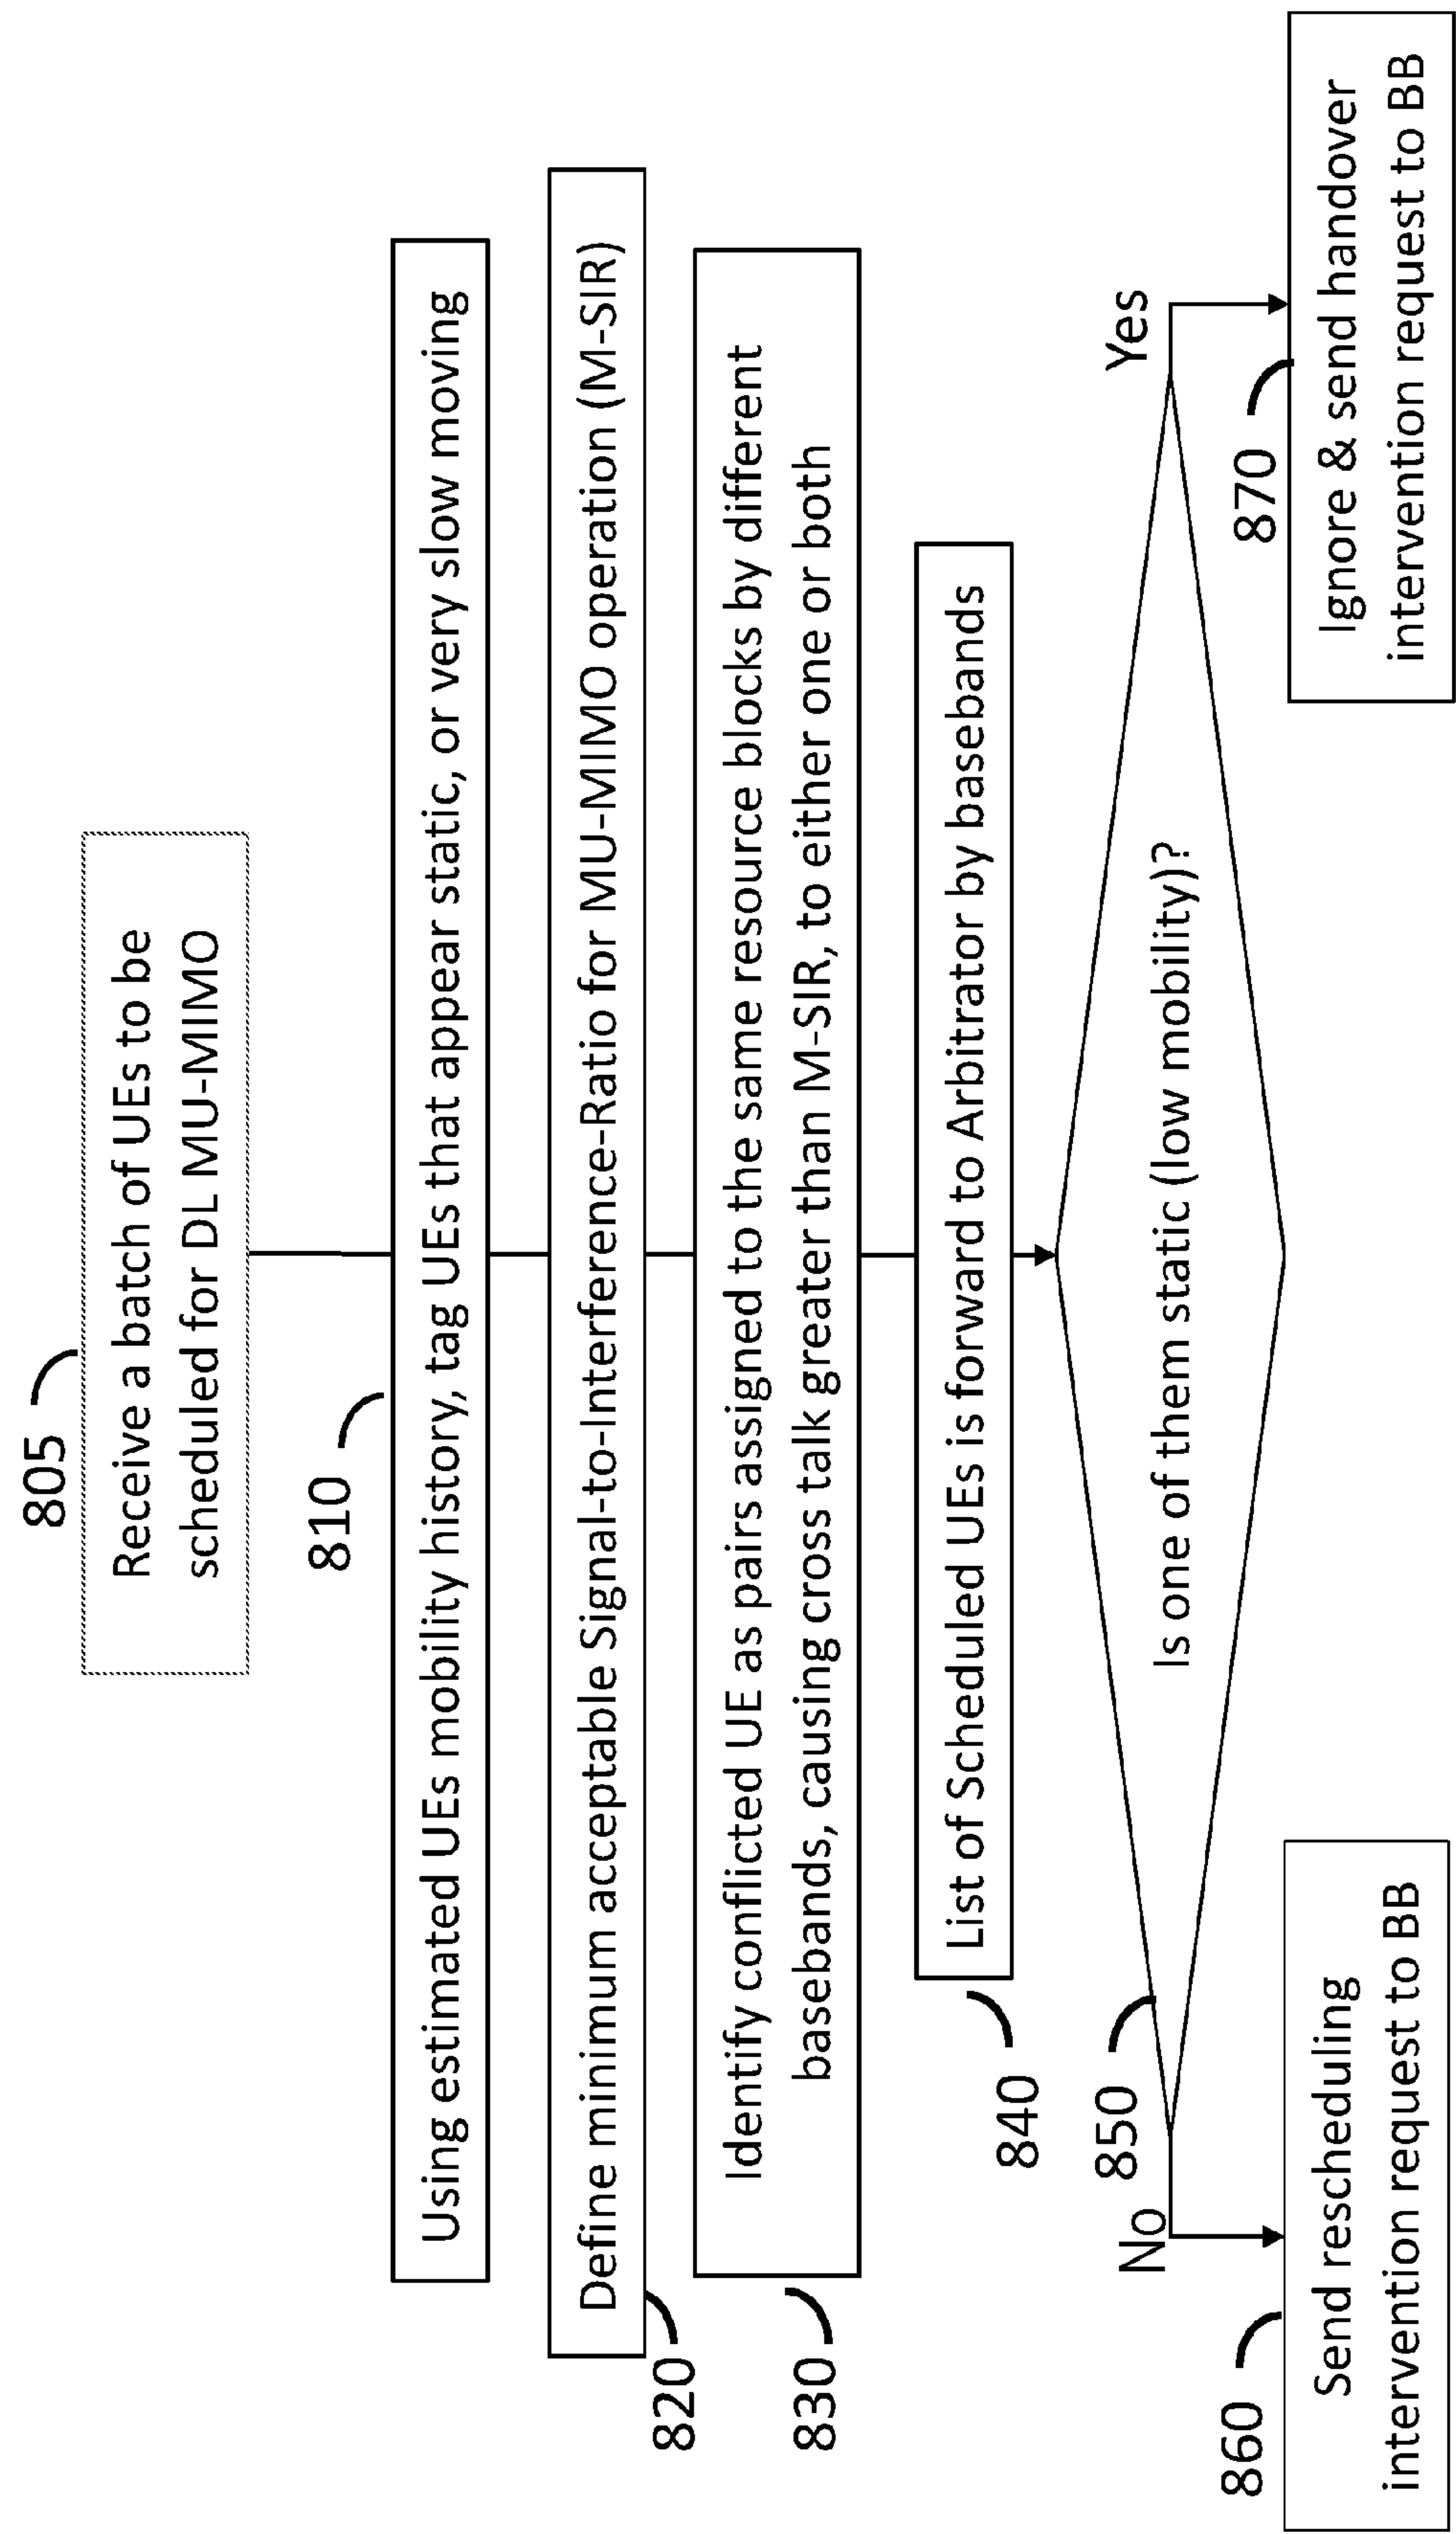 805
Receive a batch of UEs to be
scheduled for DL MU-MIMO
810
Using estimated UEs mobility history, tag UEs that appear static, or very slow moving
820
Define minimum acceptable Signal-to-Interference-Ratio for MU-MIMO operation (M-SIR)
830
Identify conflicted UE as pairs assigned to the same resource blocks by different
basebands, causing cross talk greater than M-SIR, to either one or both
840
List of Scheduled UEs is forward to Arbitrator by basebands
850
Is one of them static (low mobility)?
No
Yes
860
Send rescheduling
intervention request to BB
870
Ignore & send handover
intervention request to BB